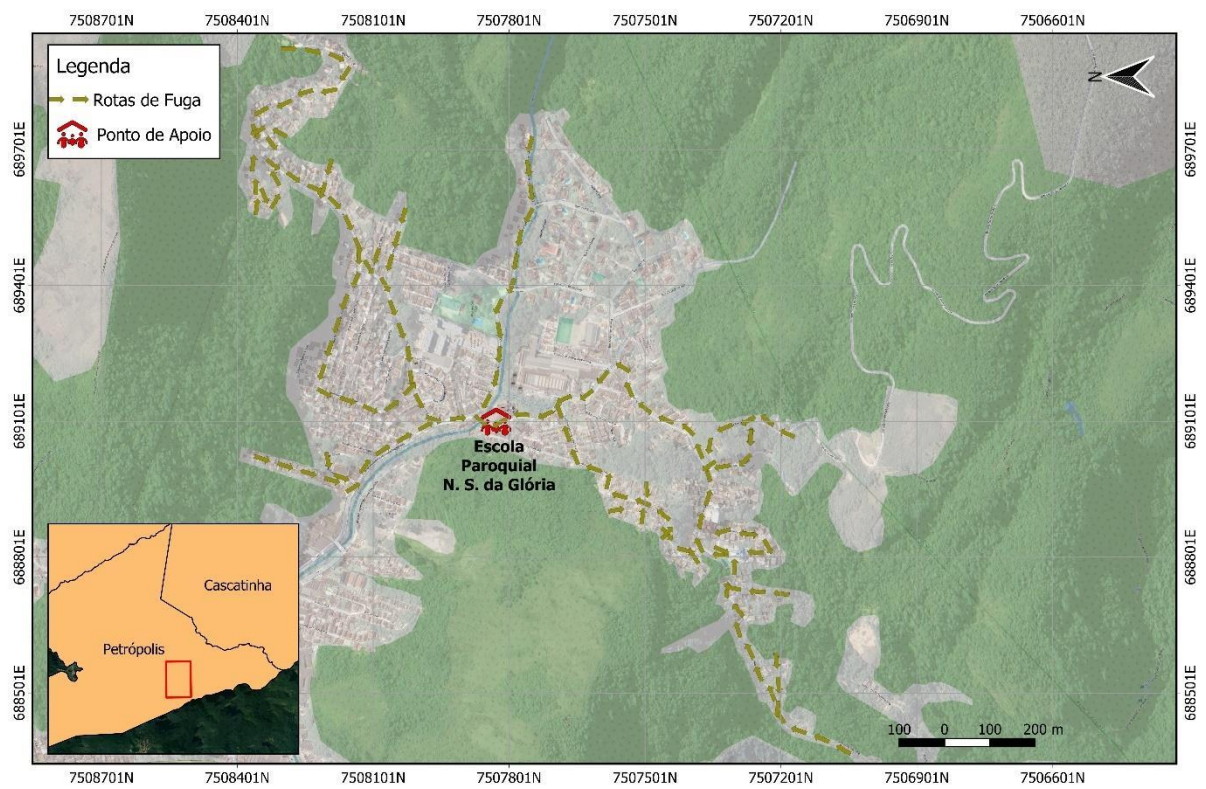 7508701N 7508401N 7508101N 7507801N 7507501N 7507201N 7506901N 7506601N
Legenda
Rotas de Fuga
Ponto de Apoio
N
689701E 689701E
689401E 689401E
689101E 689101E
Escola
Paroquial
N. S. da Glória
688801E 688801E
Cascatinha
Petrópolis
688501E 688501E
100 0 100 200 m
7508701N 7508401N 7508101N 7507801N 7507501N 7507201N 7506901N 7506601N